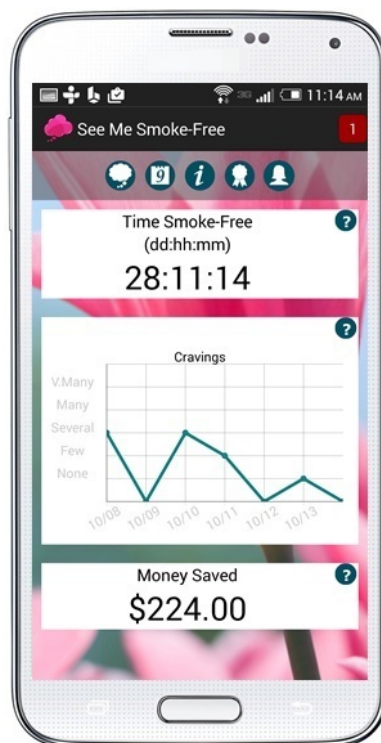 3G 11:14 AM
See Me Smoke-Free 1
9 i
Time Smoke-Free ?
(dd:hh:mm)
28:11:14
?
Cravings
V.Many
Many
Several
Few
None
10/08 10/09 10/10 10/11 10/12 10/13
Money Saved ?
$224.00